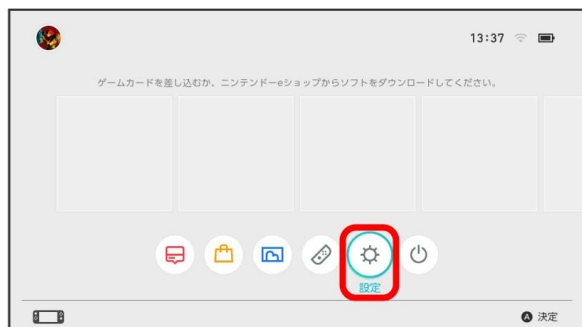 13:37
ゲームカードを差し込むか、ニンテンドーeショップからソフトをダウンロードしてください。
設定
A 決定